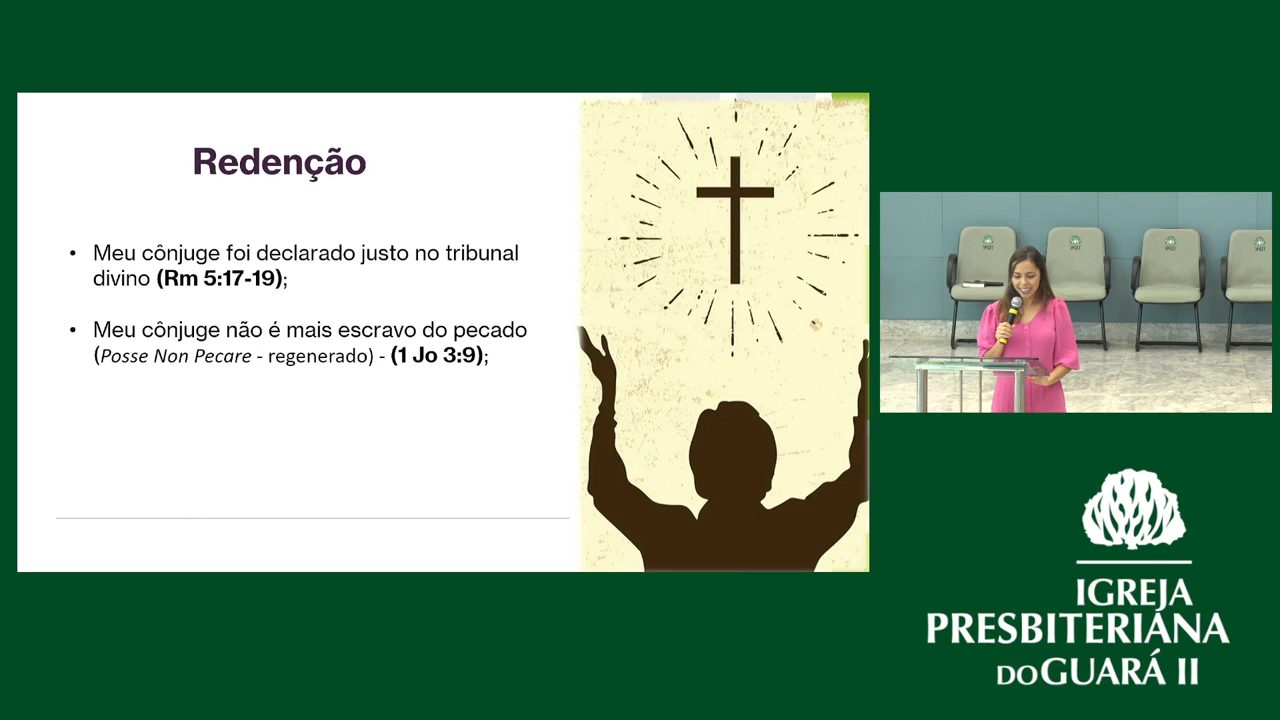 Redenção
• Meu cônjuge foi declarado justo no tribunal
divino (Rm 5:17-19);
• Meu cônjuge não é mais escravo do pecado
(Posse Non Pecare - regenerado) - (1 Jo 3:9);
IGREJA
PRESBITERIANA
DO GUARÁ II